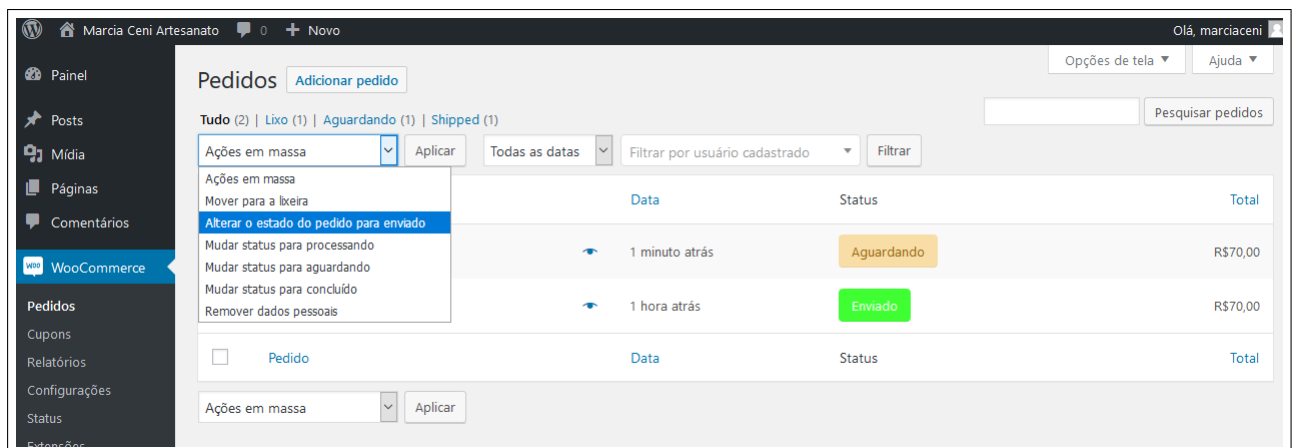 Marcia Ceni Artesanato 0 Novo Olá, marciaceni
Opções de tela Ajuda
Painel
Posts
Mídia
Páginas
Comentários
WooCommerce
Pedidos
Cupons
Relatórios
Configurações
Status
Extensões
Pedidos Adicionar pedido
Tudo (2) | Lixo (1) | Aguardando (1) | Shipped (1)
Pesquisar pedidos
Ações em massa Aplicar Todas as datas Filtrar por usuário cadastrado Filtrar
Ações em massa
Mover para a lixeira
Alterar o estado do pedido para enviado
Mudar status para processando
Mudar status para aguardando
Mudar status para concluído
Remover dados pessoais
Data Status Total
1 minuto atrás Aguardando R$70,00
1 hora atrás Enviado R$70,00
Pedido Data Status Total
Ações em massa Aplicar